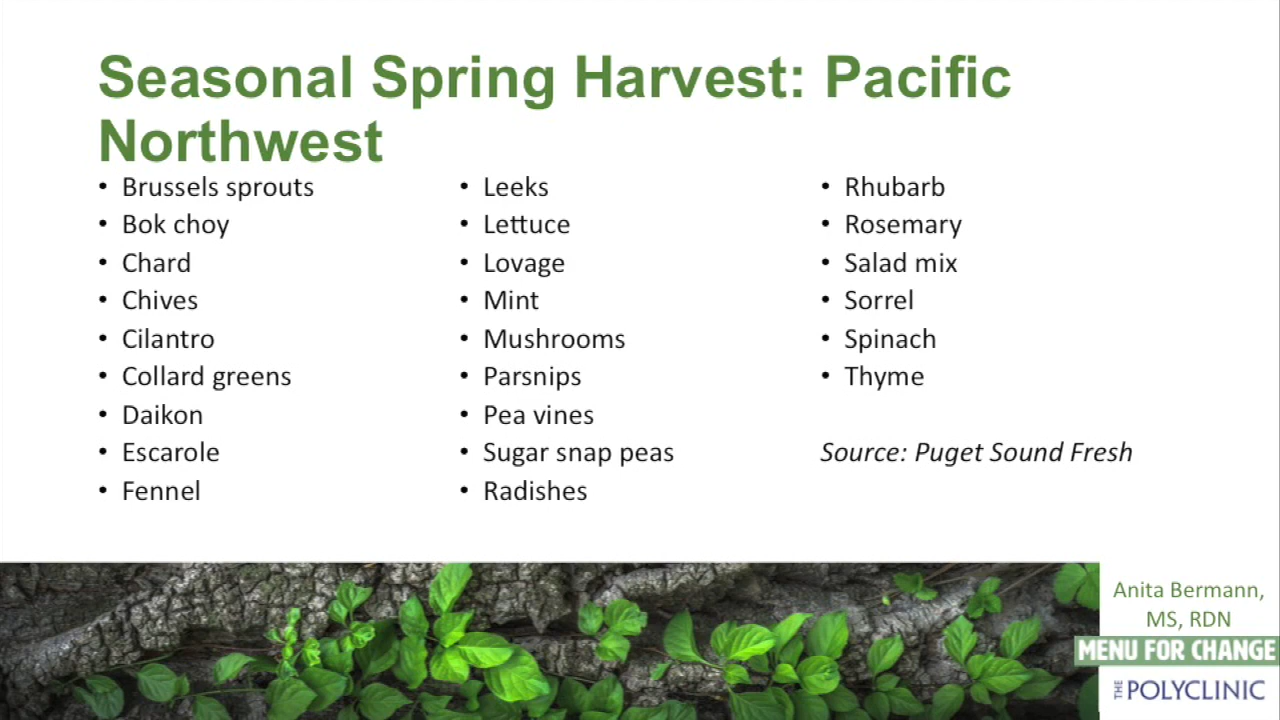 Seasonal Spring Harvest: Pacific
Northwest
• Brussels sprouts
• Bok choy
• Chard
• Chives
• Cilantro
• Collard greens
• Daikon
• Escarole
• Fennel
• Leeks
• Lettuce
• Lovage
• Mint
• Mushrooms
• Parsnips
• Pea vines
• Sugar snap peas
• Radishes
• Rhubarb
• Rosemary
• Salad mix
• Sorrel
• Spinach
• Thyme
Source: Puget Sound Fresh
Anita Bermann,
MS, RDN
MENU FOR CHANGE
THE POLYCLINIC